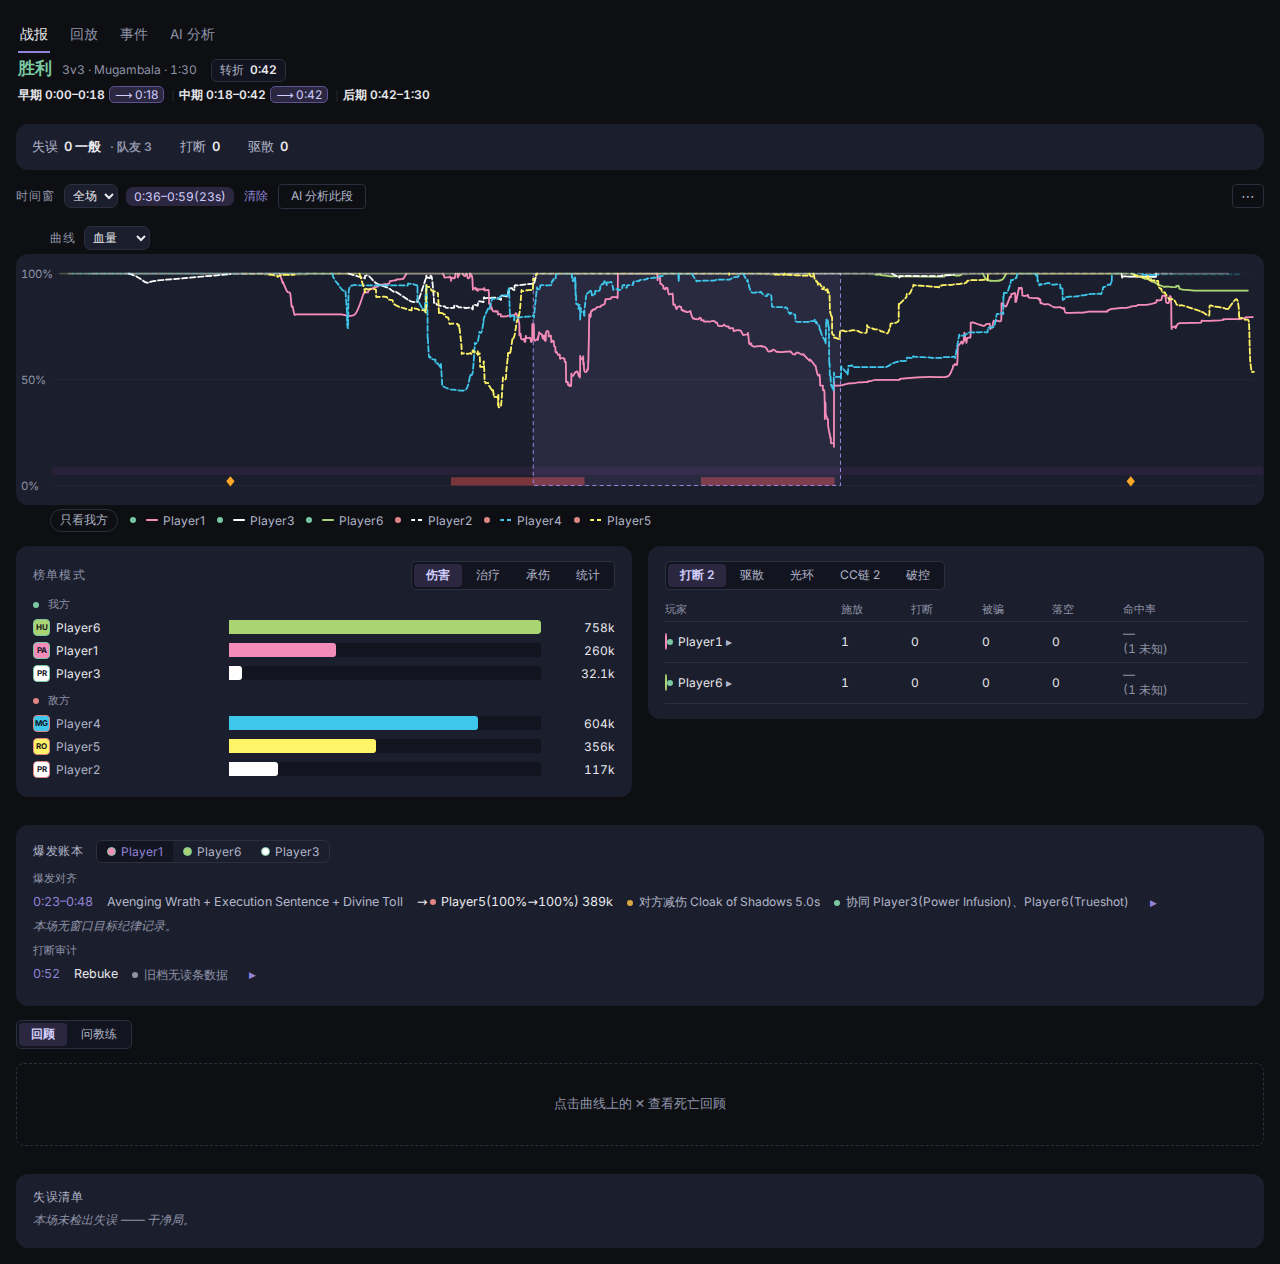 战报 回放 事件 AI 分析
胜利 3v3 · Mugambala · 1:30 转折 0:42
早期 0:00–0:18 ⟶ 0:18 中期 0:18–0:42 ⟶ 0:42 后期 0:42–1:30
失误 0 一般 · 队友 3 打断 0 驱散 0
时间窗 全场 0:36–0:59(23s) 清除 AI 分析此段 ⋯
曲线 血量
100%
50%
0%
只看我方 Player1 Player3 Player6 Player2 Player4 Player5
榜单模式 伤害 治疗 承伤 统计
我方
HU Player6 758k
PA Player1 260k
PR Player3 32.1k
敌方
MG Player4 604k
RO Player5 356k
PR Player2 117k
打断 2 驱散 光环 CC链 2 破控
玩家 施放 打断 被骗 落空 命中率
Player1 ▸ 1 0 0 0 —
(1 未知)
Player6 ▸ 1 0 0 0 —
(1 未知)
爆发账本 Player1 Player6 Player3
爆发对齐
0:23–0:48 Avenging Wrath + Execution Sentence + Divine Toll → Player5(100%→100%) 389k 对方减伤 Cloak of Shadows 5.0s 协同 Player3(Power Infusion)、Player6(Trueshot) ▸
本场无窗口目标纪律记录。
打断审计
0:52 Rebuke 旧档无读条数据 ▸
回顾 问教练
点击曲线上的 ✕ 查看死亡回顾
失误清单
本场未检出失误 —— 干净局。